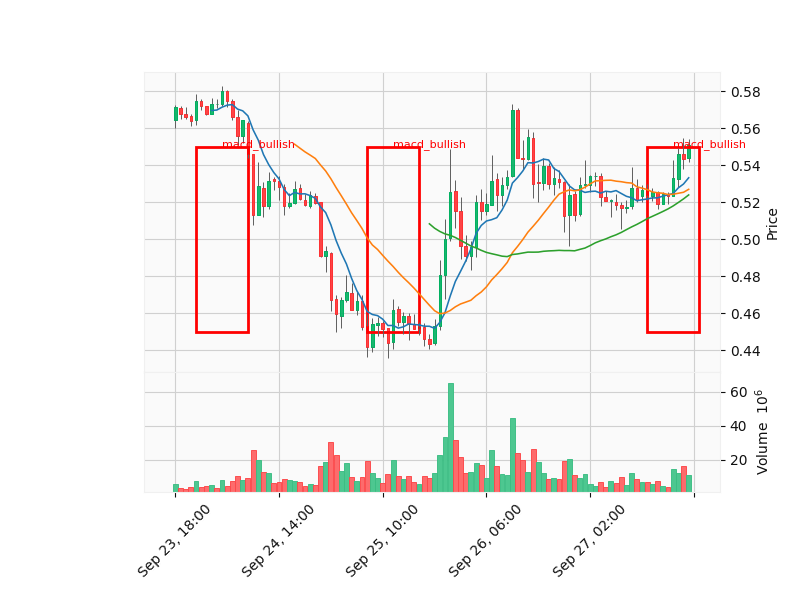 0.58
macd_bullish macd_bullish macd_bullish
0.56
0.54
0.52
0.50
0.48
0.46
0.44
Price
60
40
20
Volume 10^6
Sep 23, 18:00
Sep 24, 14:00
Sep 25, 10:00
Sep 26, 06:00
Sep 27, 02:00